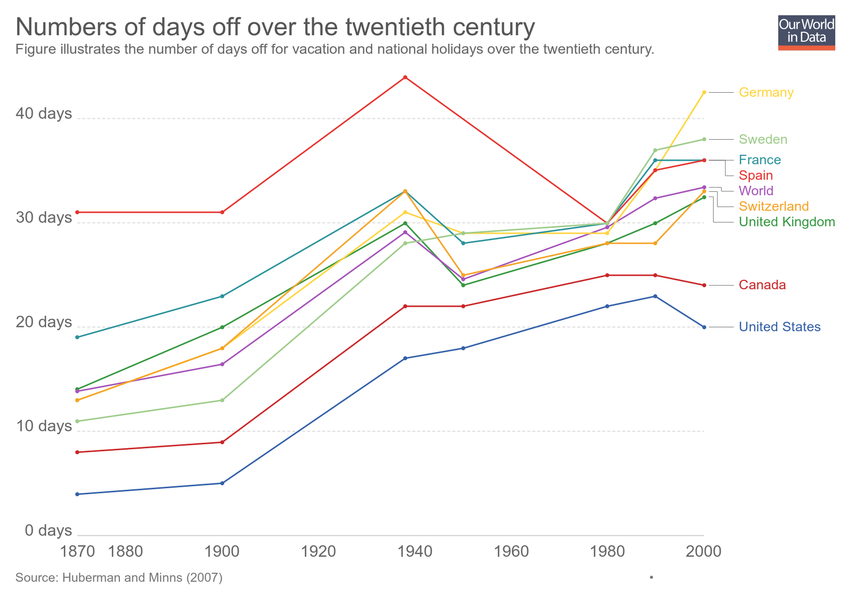 Numbers of days off over the twentieth century
Figure illustrates the number of days off for vacation and national holidays over the twentieth century.
Our World
in Data
40 days
30 days
20 days
10 days
0 days
1870 1880 1900 1920 1940 1960 1980 2000
Germany
Sweden
France
Spain
World
Switzerland
United Kingdom
Canada
United States
Source: Huberman and Minns (2007)